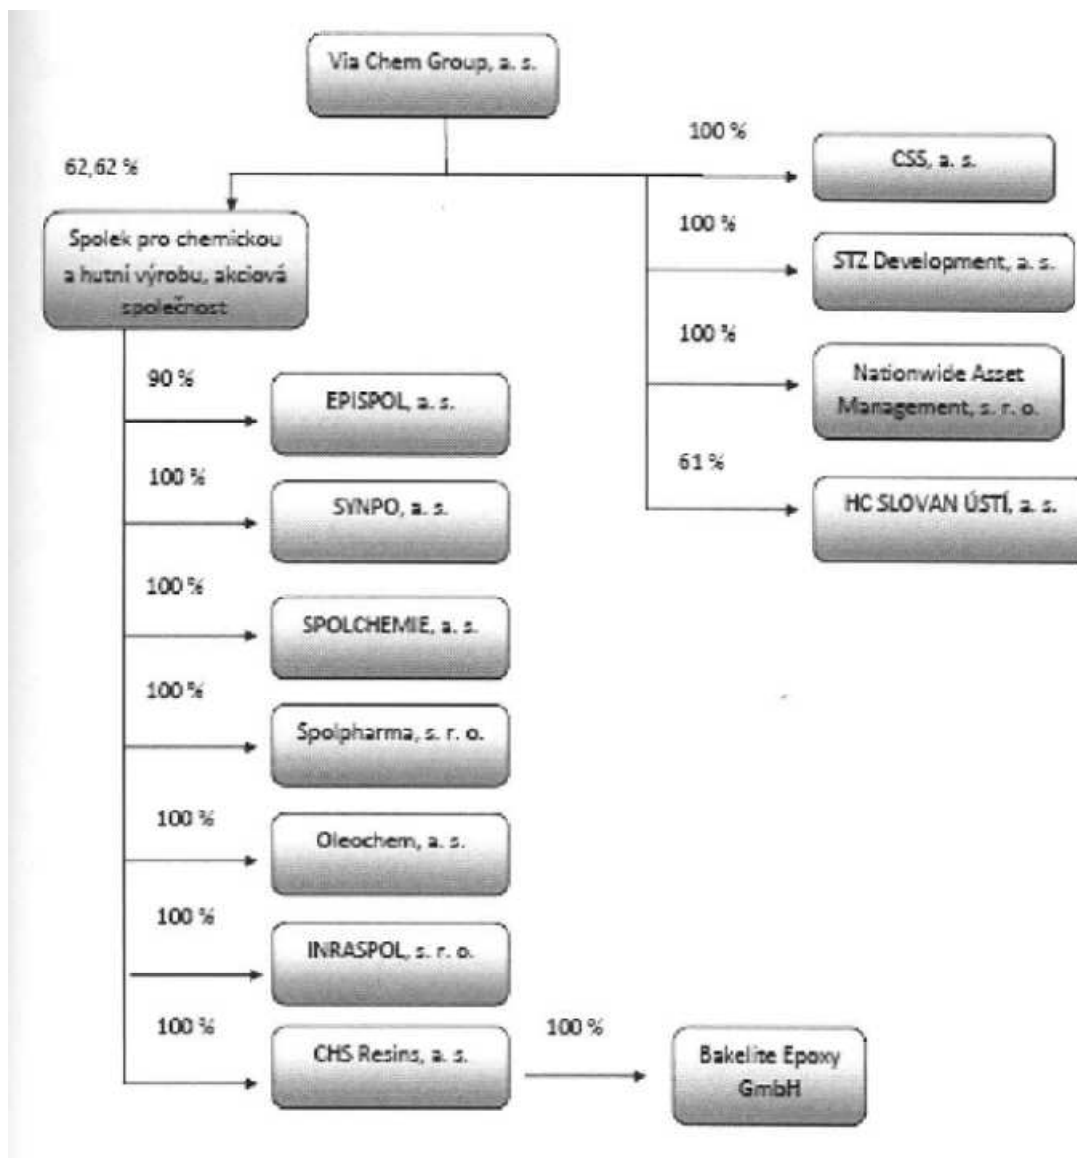 Via Chem Group, a. s.
100 %
62,62 %
CSS, a. s.
Spolek pro chemickou
a hutní výrobu, akciová
společnost
100 %
STZ Development, a. s.
100 %
Nationwide Asset
Management, s. r. o.
90 %
EPISPOL, a. s.
61 %
HC SLOVAN ÚSTÍ, a. s.
100 %
SYNPO, a. s.
100 %
SPOLCHEMIE, a. s.
100 %
Spolpharma, s. r. o.
100 %
Oleochem, a. s.
100 %
INRASPOL, s. r. o.
100 %
CHS Resins, a. s.
100 %
Bakelite Epoxy
GmbH